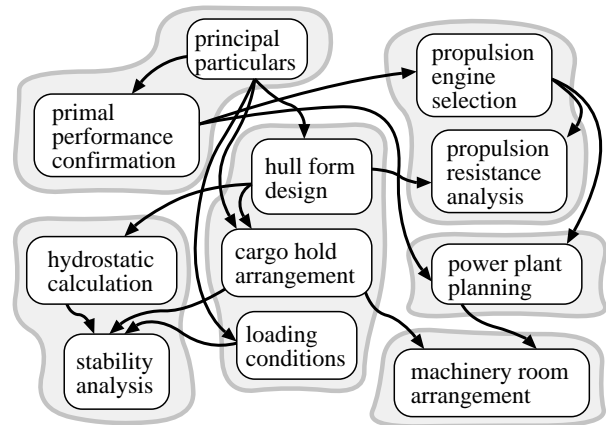 principal
particulars
primal
performance
confirmation
propulsion
engine
selection
hull form
design
propulsion
resistance
analysis
hydrostatic
calculation
cargo hold
arrangement
power plant
planning
stability
analysis
loading
conditions
machinery room
arrangement